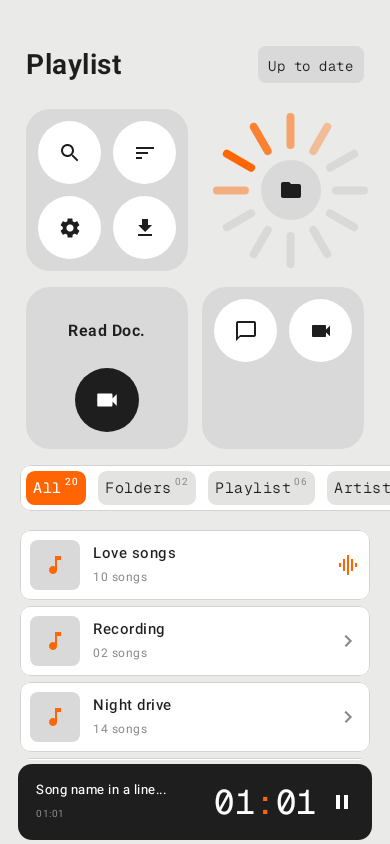 Playlist
Up to date
Read Doc.
All 20
Folders 02
Playlist 06
Artist
Love songs
10 songs
Recording
02 songs
Night drive
14 songs
Song name in a line...
01:01
01:01